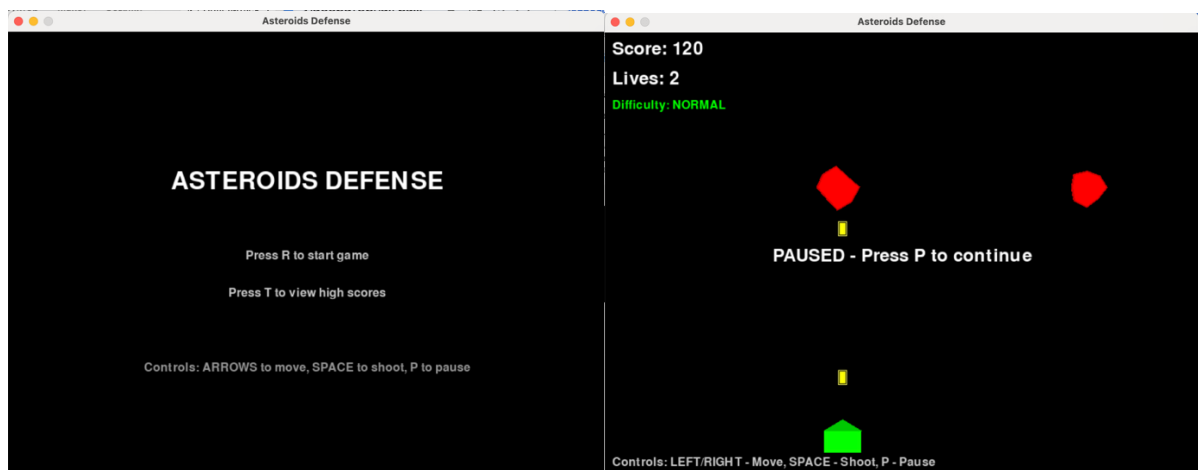 Asteroids Defense
ASTEROIDS DEFENSE
Press R to start game
Press T to view high scores
Controls: ARROWS to move, SPACE to shoot, P to pause
Asteroids Defense
Score: 120
Lives: 2
Difficulty: NORMAL
PAUSED - Press P to continue
Controls: LEFT/RIGHT - Move, SPACE - Shoot, P - Pause